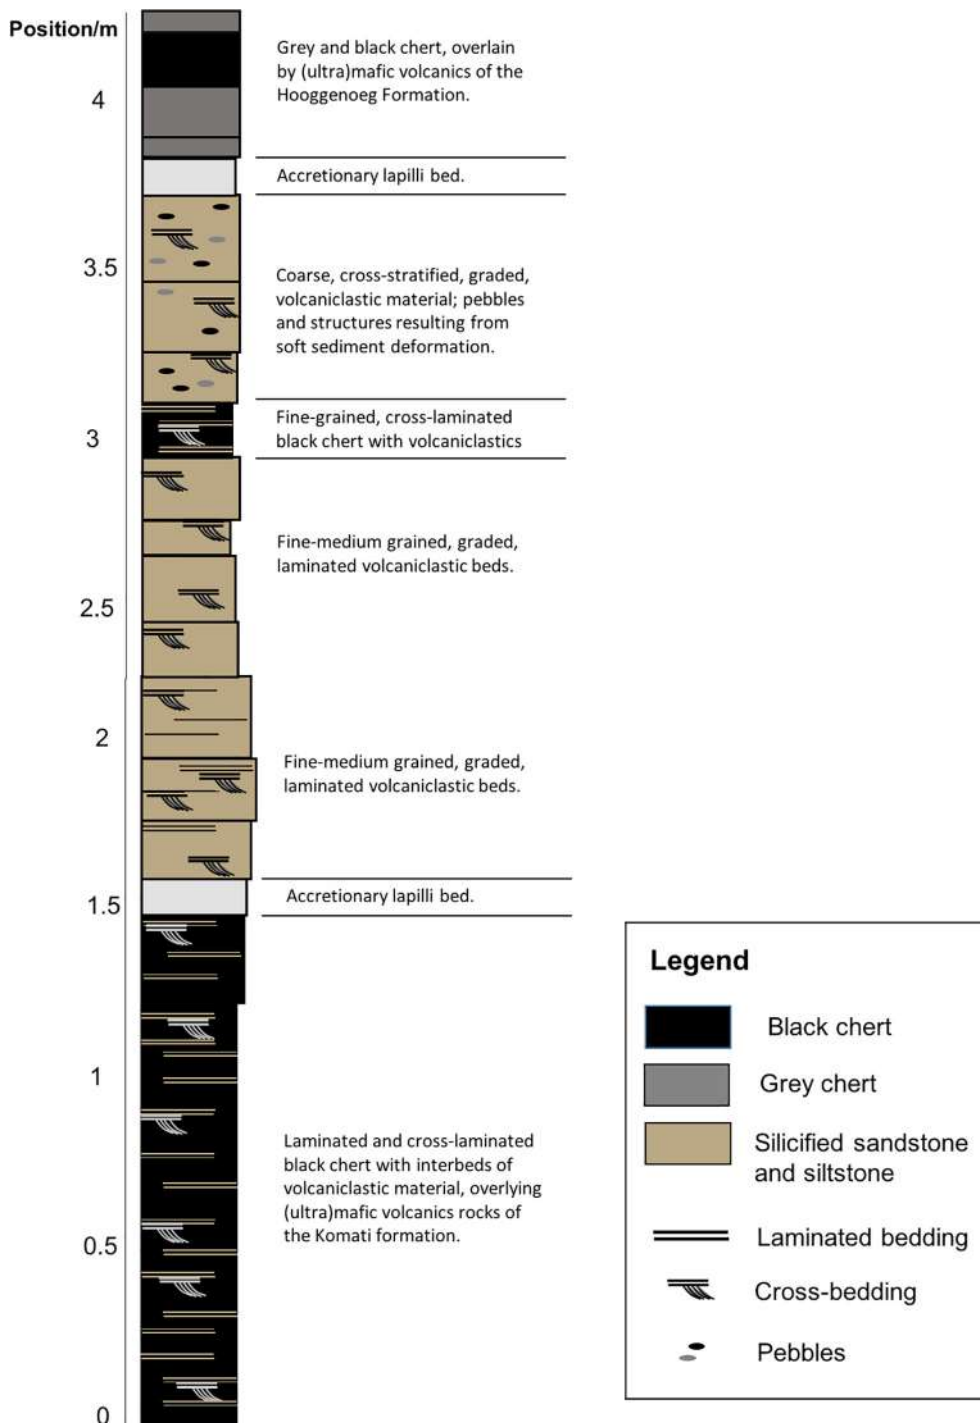 Position/m
Grey and black chert, overlain
by (ultra)mafic volcanics of the
Hooggenoeg Formation.
4
Accretionary lapilli bed.
3.5
Coarse, cross-stratified, graded,
volcaniclastic material; pebbles
and structures resulting from
soft sediment deformation.
Fine-grained, cross-laminated
black chert with volcaniclastics
3
Fine-medium grained, graded,
laminated volcaniclastic beds.
2.5
2
Fine-medium grained, graded,
laminated volcaniclastic beds.
1.5
Accretionary lapilli bed.
1
Laminated and cross-laminated
black chert with interbeds of
volcaniclastic material, overlying
(ultra)mafic volcanics rocks of
the Komati formation.
0.5
0
Legend
Black chert
Grey chert
Silicified sandstone
and siltstone
Laminated bedding
Cross-bedding
Pebbles